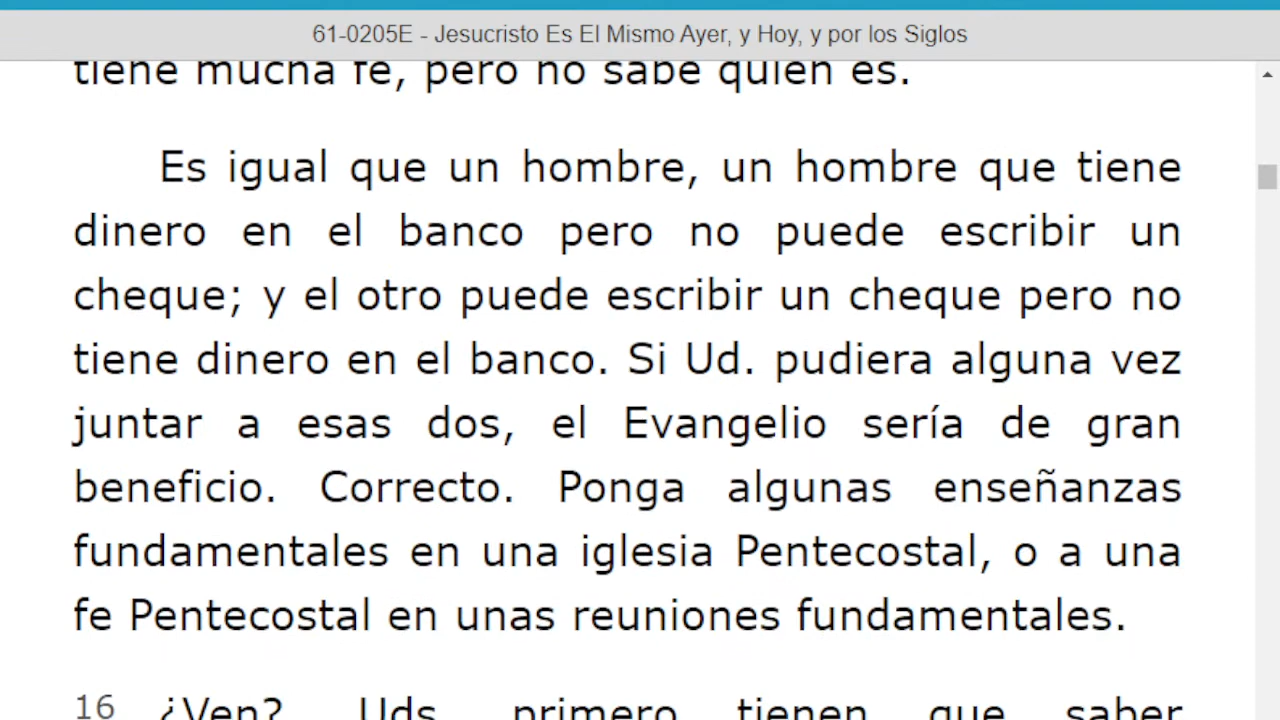 61-0205E - Jesucristo Es El Mismo Ayer, y Hoy, y por los Siglos
tiene mucha fe, pero no sabe quién es.
Es igual que un hombre, un hombre que tiene
dinero en el banco pero no puede escribir un
cheque; y el otro puede escribir un cheque pero no
tiene dinero en el banco. Si Ud. pudiera alguna vez
juntar a esas dos, el Evangelio sería de gran
beneficio. Correcto. Ponga algunas enseñanzas
fundamentales en una iglesia Pentecostal, o a una
fe Pentecostal en unas reuniones fundamentales.
16 ¿Ven? Uds. primero tienen que saber